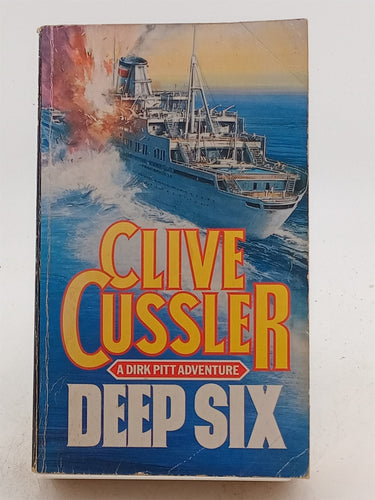 CLIVE
CUSSLER
A DIRK PITT ADVENTURE
DEEP SIX